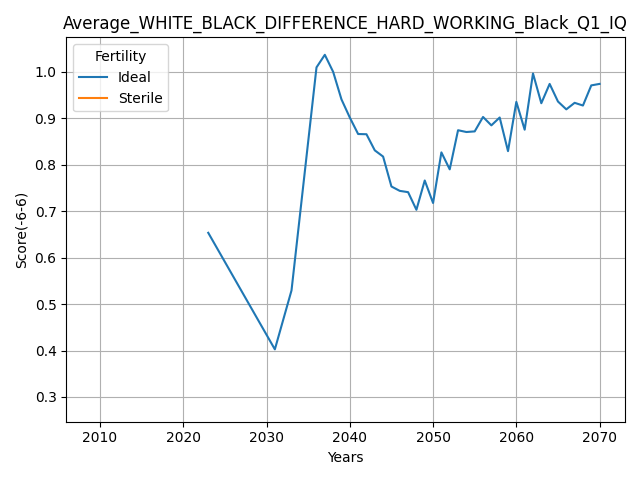 Average_WHITE_BLACK_DIFFERENCE_HARD_WORKING_Black_Q1_IQ
Fertility
Ideal
Sterile
Score(-6-6)
1.0
0.9
0.8
0.7
0.6
0.5
0.4
0.3
2010 2020 2030 2040 2050 2060 2070
Years